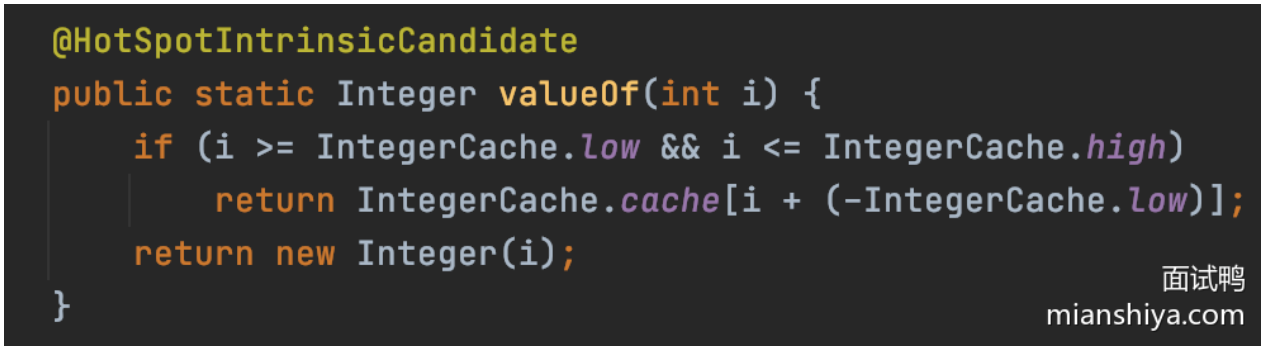 @HotSpotIntrinsicCandidate
public static Integer valueOf(int i) {
    if (i >= IntegerCache.low && i <= IntegerCache.high)
        return IntegerCache.cache[i + (-IntegerCache.low)];
    return new Integer(i);
}
面试鸭
mianshiya.com